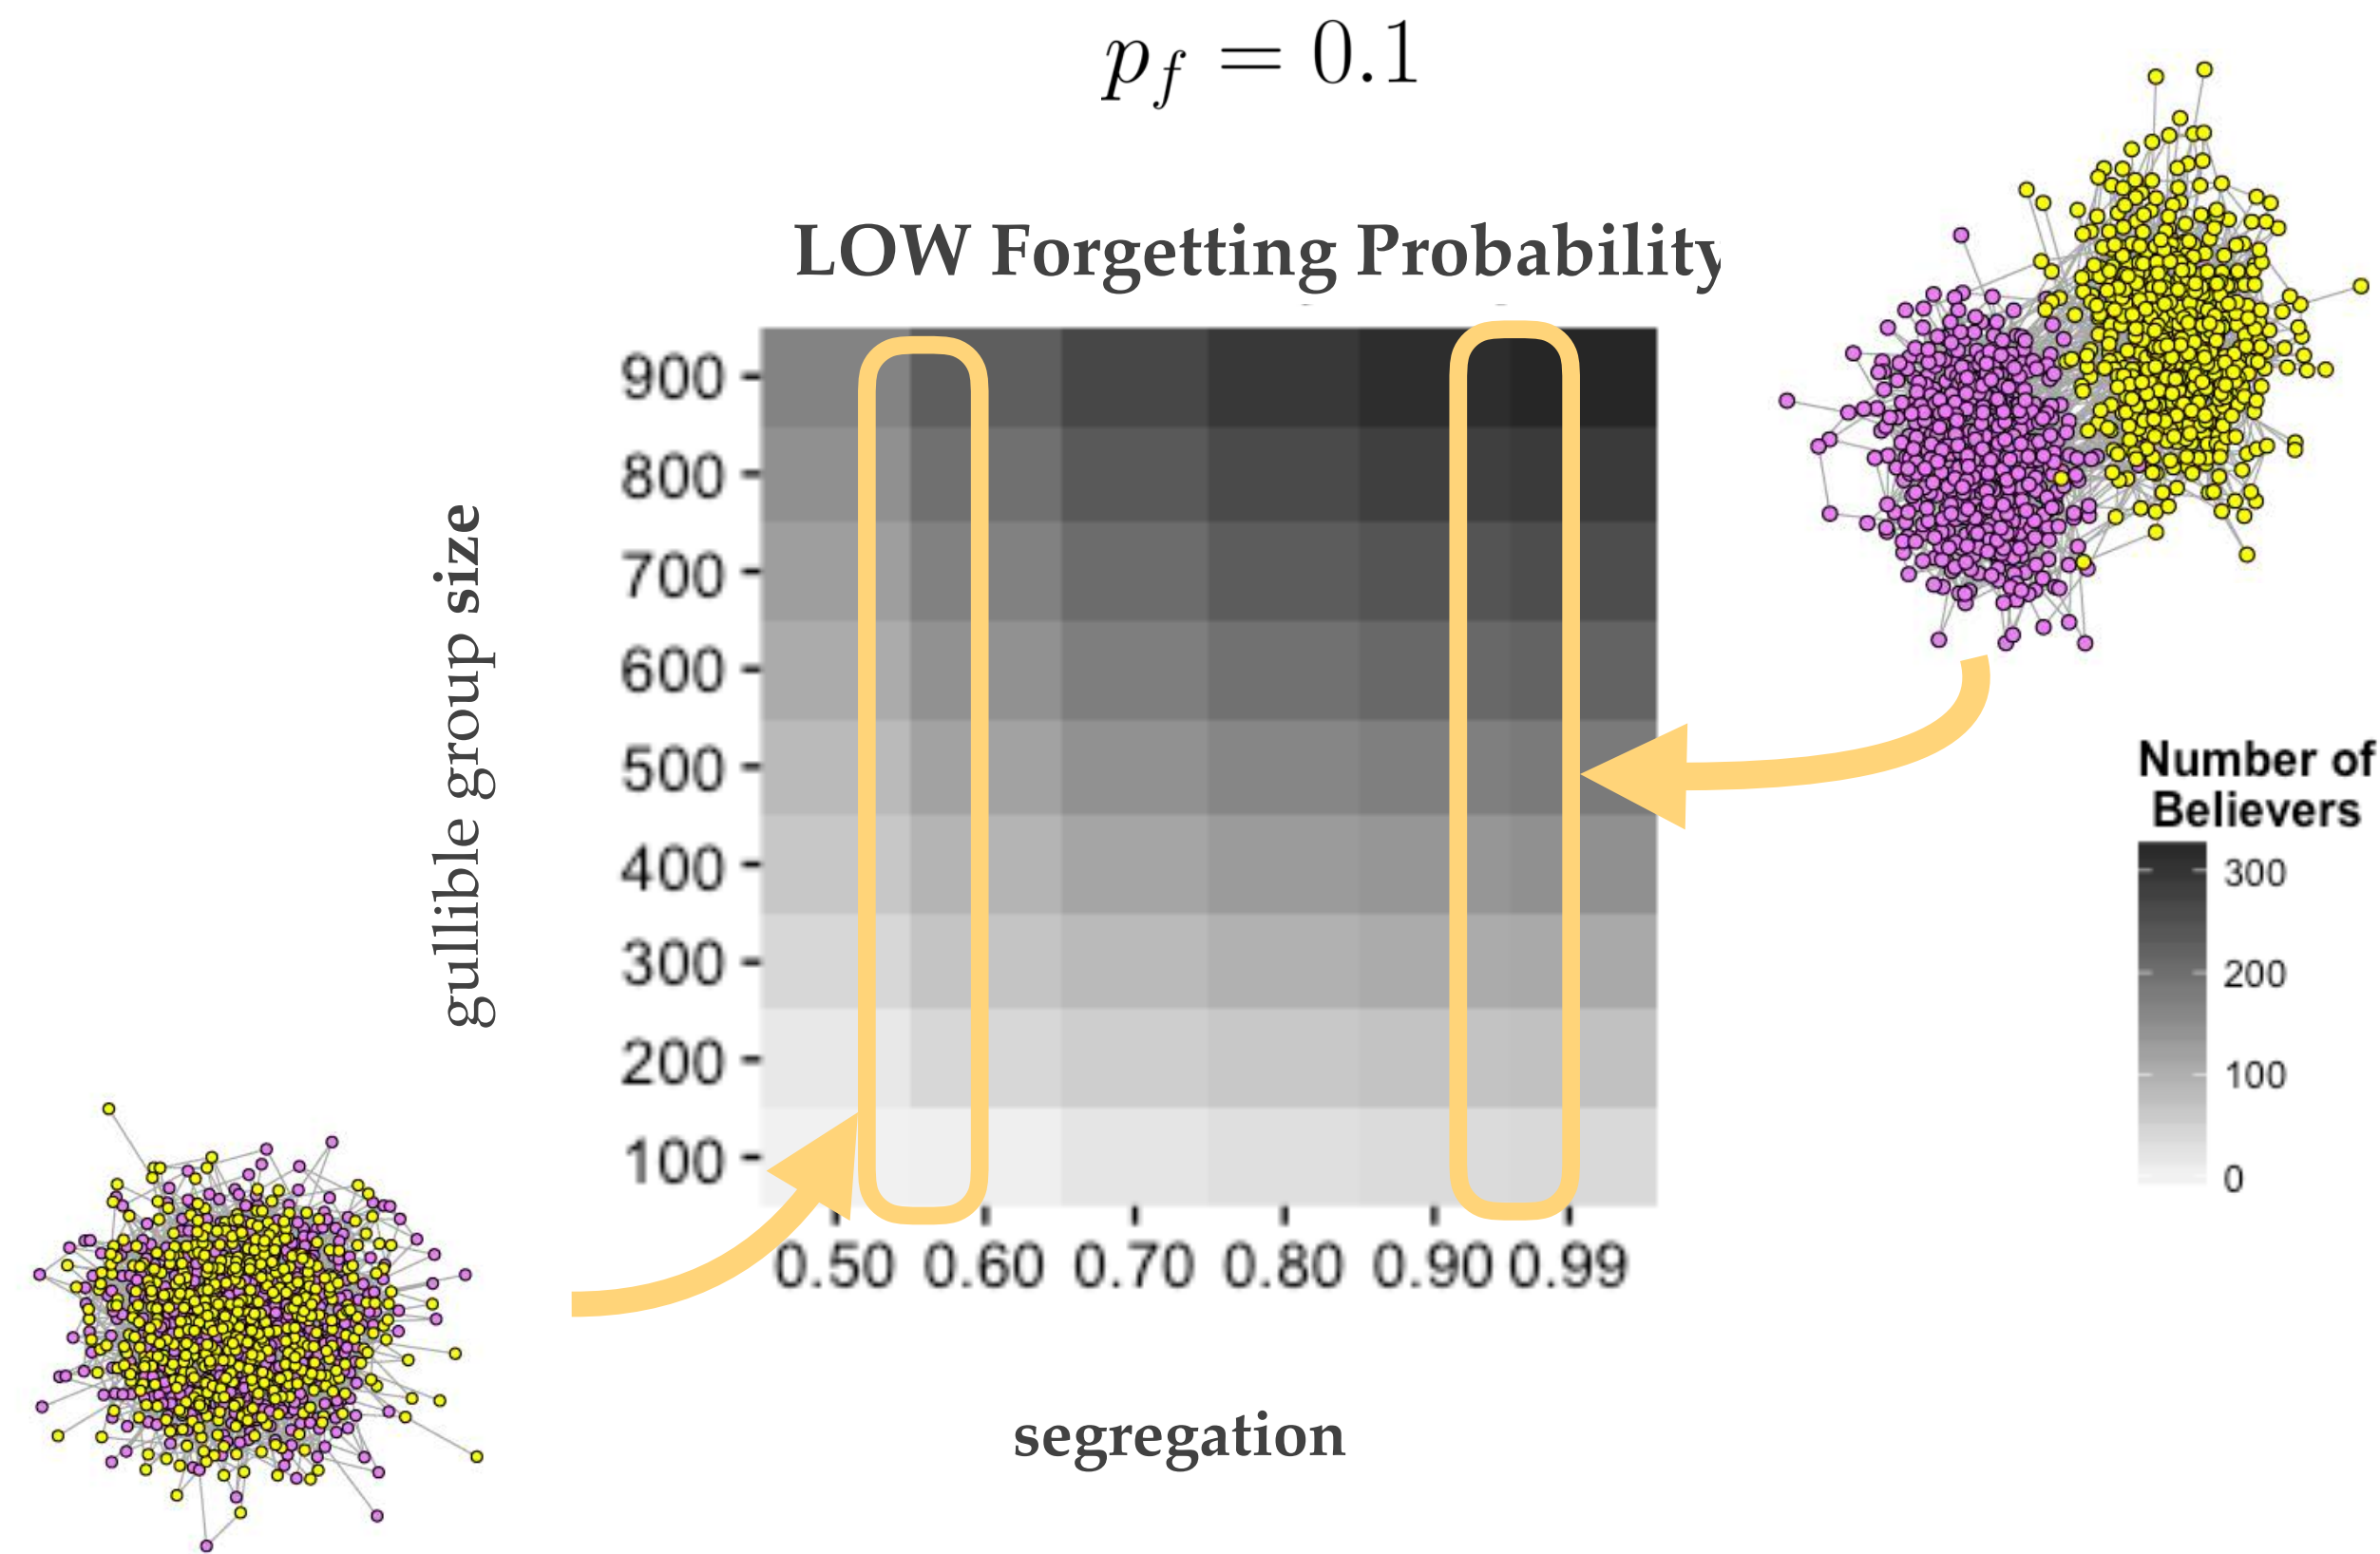 p_f = 0.1
LOW Forgetting Probability
900
800
700
600
500
400
300
200
100
gullible group size
0.50 0.60 0.70 0.80 0.90 0.99
segregation
Number of
Believers
300
200
100
0